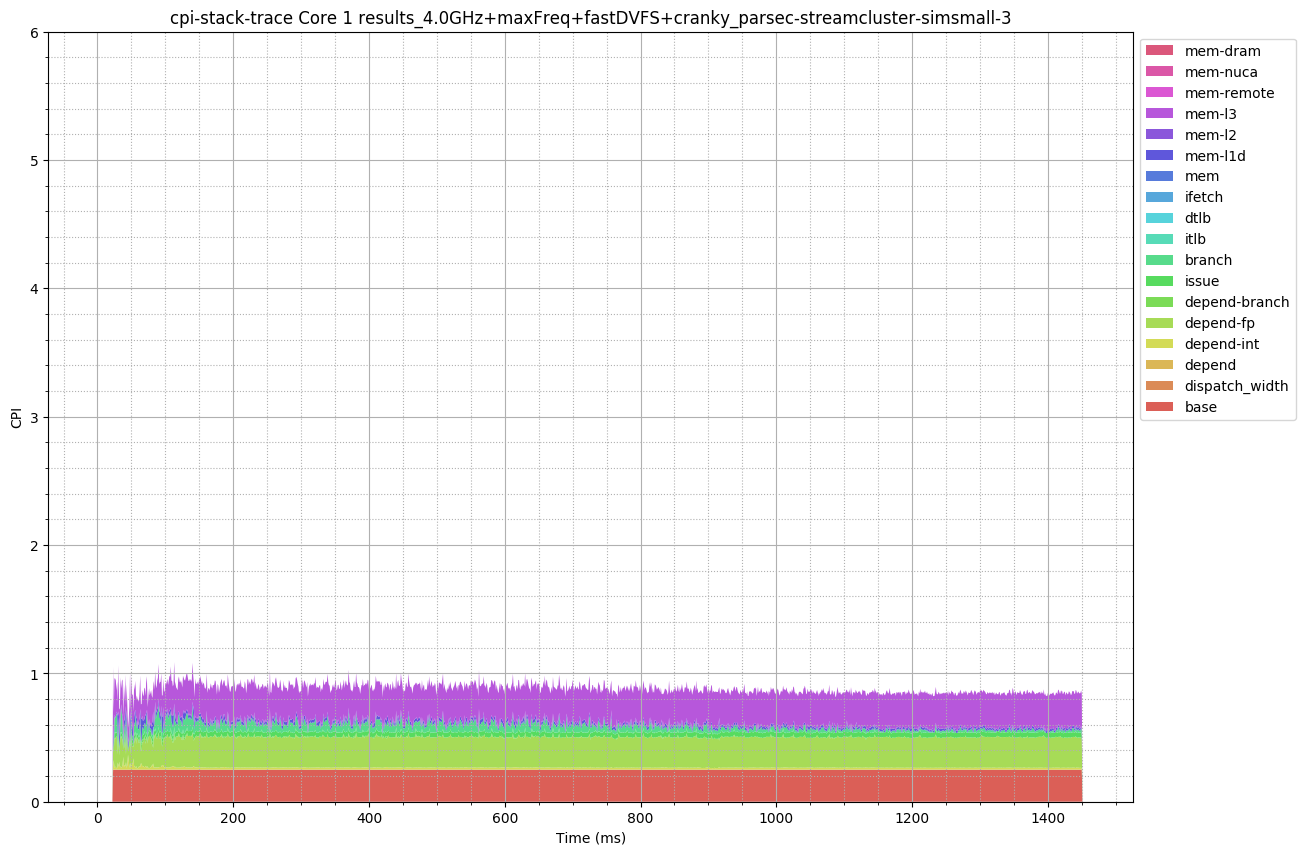 cpi-stack-trace Core 1 results_4.0GHz+maxFreq+fastDVFS+cranky_parsec-streamcluster-simsmall-3
6
5
4
3
2
1
0
CPI
0 200 400 600 800 1000 1200 1400
Time (ms)
mem-dram
mem-nuca
mem-remote
mem-l3
mem-l2
mem-l1d
mem
ifetch
dtlb
itlb
branch
issue
depend-branch
depend-fp
depend-int
depend
dispatch_width
base